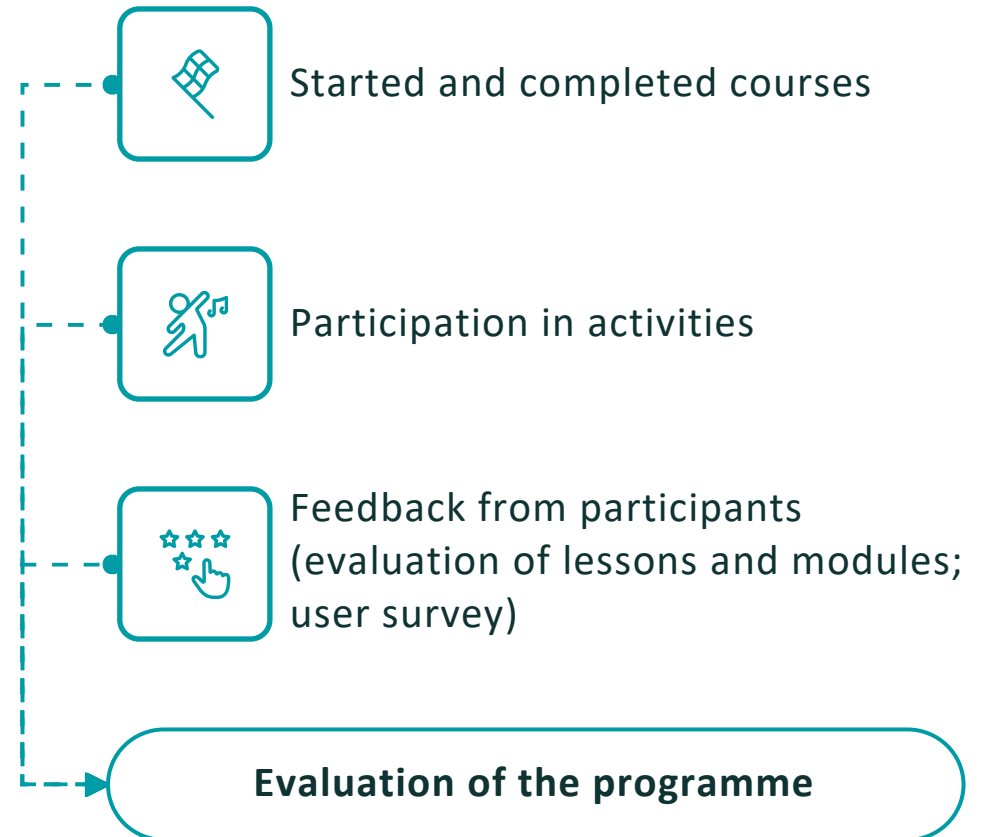 Started and completed courses
Participation in activities
Feedback from participants
(evaluation of lessons and modules;
user survey)
Evaluation of the programme